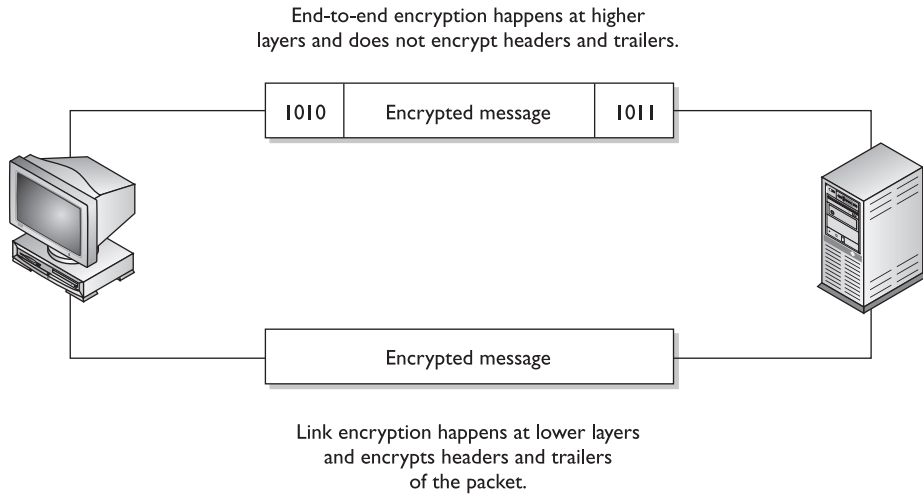 End-to-end encryption happens at higher
layers and does not encrypt headers and trailers.
1010 Encrypted message 1011
Encrypted message
Link encryption happens at lower layers
and encrypts headers and trailers
of the packet.